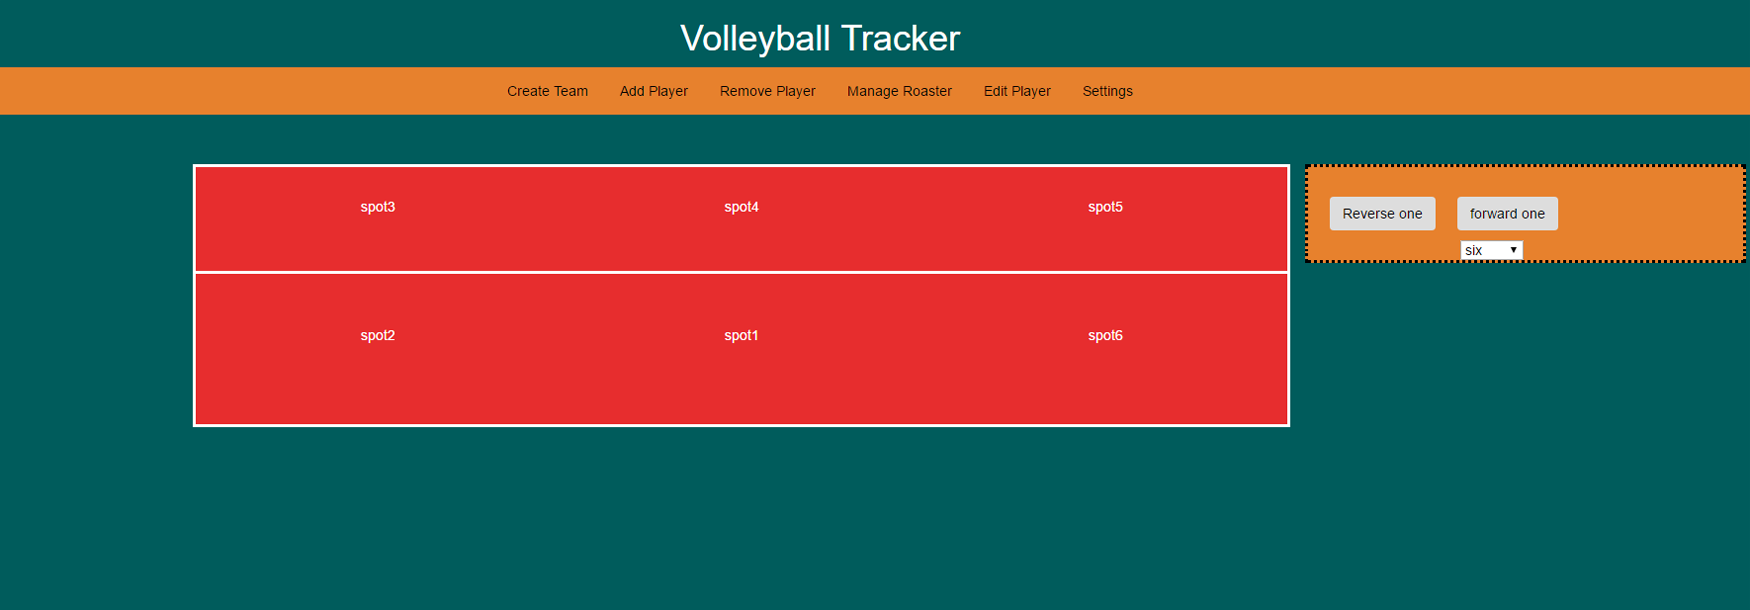 Volleyball Tracker
Create Team Add Player Remove Player Manage Roaster Edit Player Settings
spot3 spot4 spot5
Reverse one forward one
six
spot2 spot1 spot6